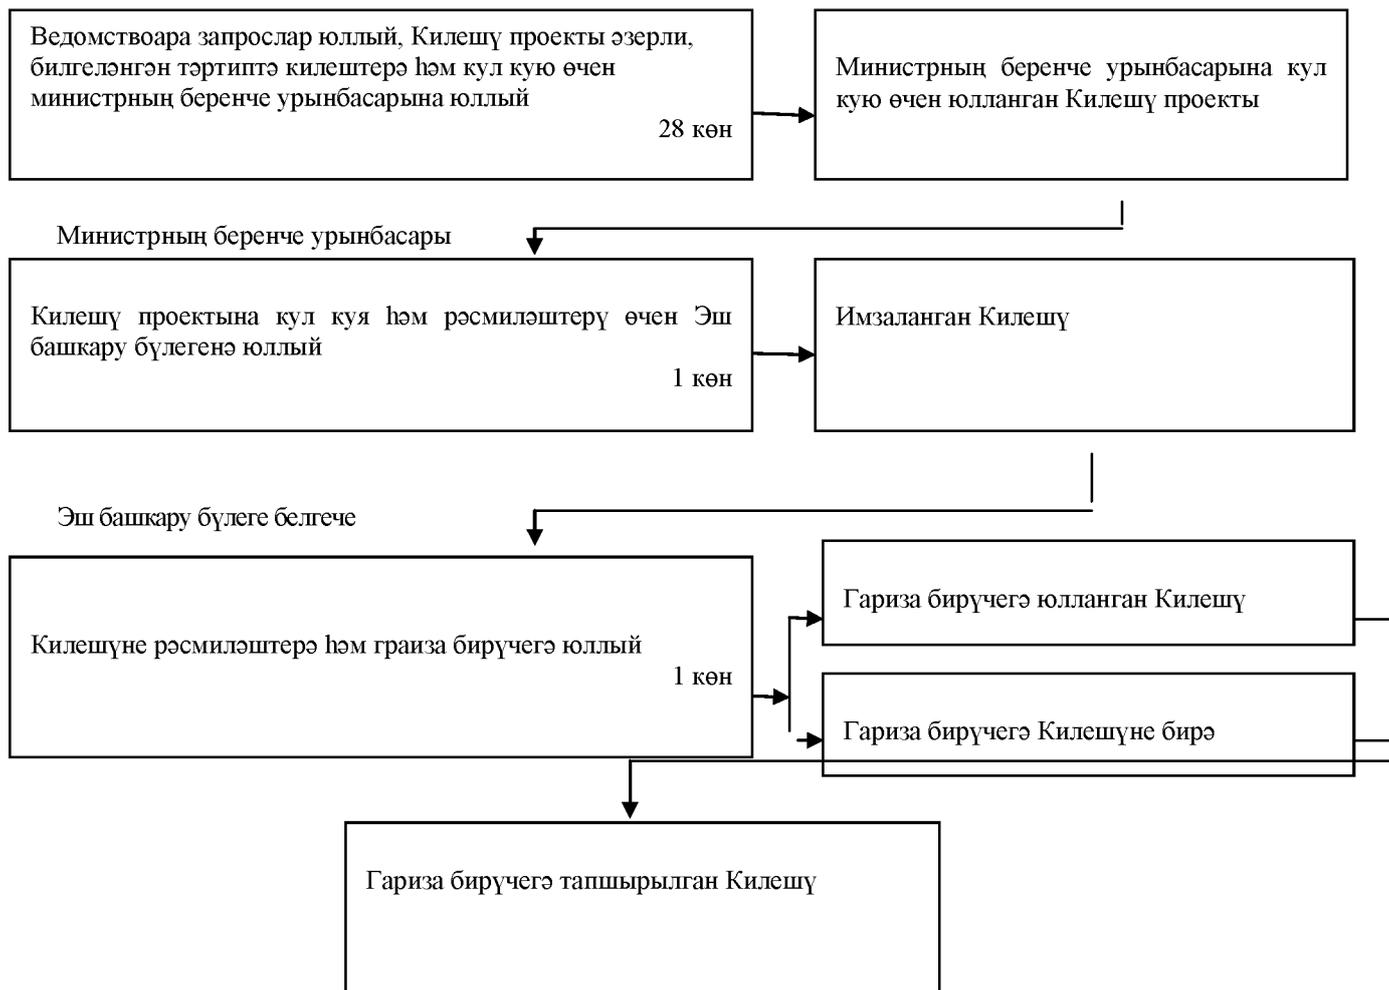 Ведомствоара запрослар юллый, Килешү проекты әзерли,
билгеләнгән тәртиптә килештерә һәм кул кую өчен
министрның беренче урынбасарына юллый
28 көн
Министрның беренче урынбасарына кул
кую өчен юлланган Килешү проекты
Министрның беренче урынбасары
Килешү проектына кул куя һәм рәсмиләштерү өчен Эш
башкару бүлегенә юллый
1 көн
Имзаланган Килешү
Эш башкару бүлеге белгече
Килешүне рәсмиләштерә һәм граиза бирүчегә юллый
1 көн
Гариза бирүчегә юлланган Килешү
Гариза бирүчегә Килешүне бирә
Гариза бирүчегә тапшырылган Килешү